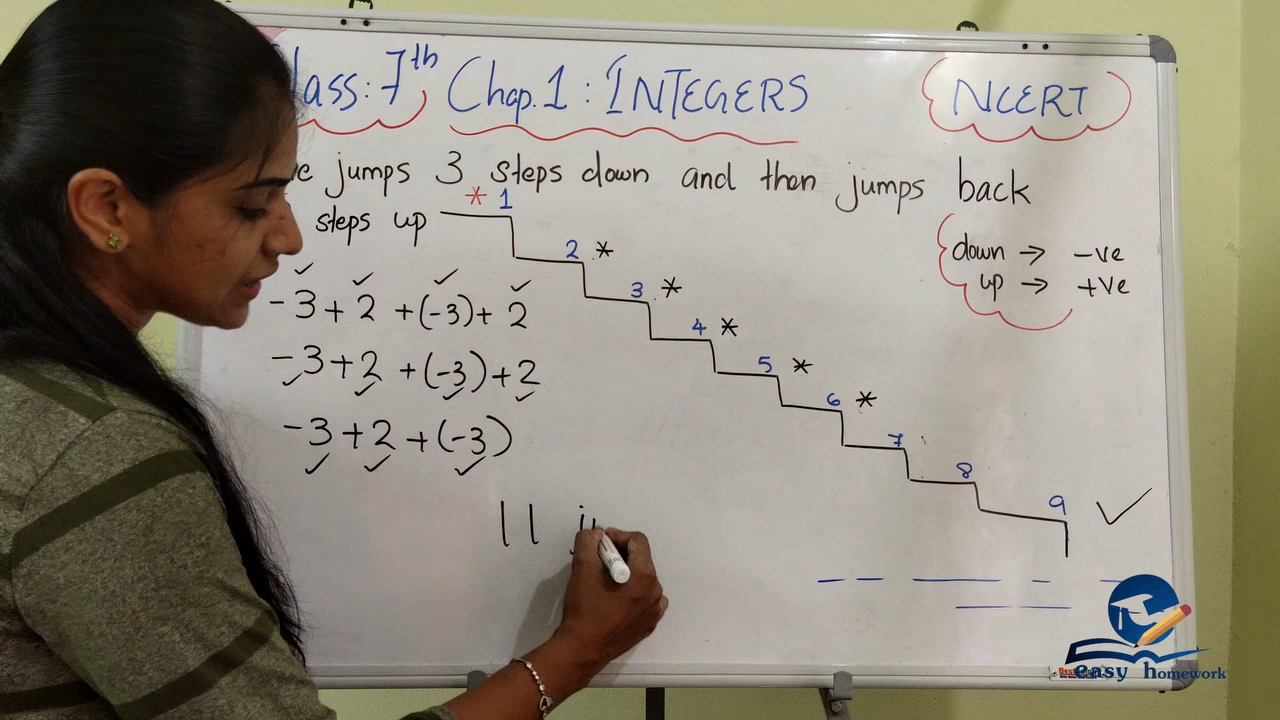 lass: 7th Chap. 1 : INTEGERS NCERT
e jumps 3 steps down and then jumps back
steps up
down → -ve
up → +ve
* 1
2 *
3 *
4 *
5 *
6 *
7
8
9 ✓
-3 + 2 + (-3) + 2
-3 + 2 + (-3) + 2
-3 + 2 + (-3)
11 ju
easy homework